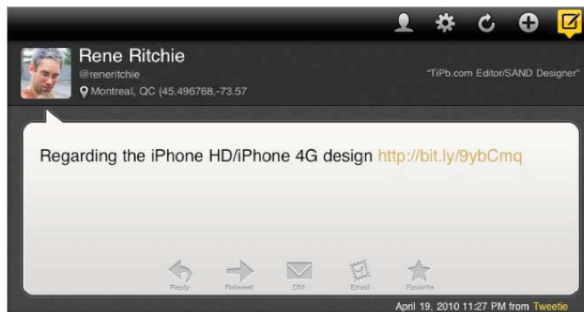 Rene Ritchie
@reneritchie
Montreal, QC (45.496768,-73.57
"TiPb.com Editor/SAND Designer"
Regarding the iPhone HD/iPhone 4G design http://bit.ly/9ybCmq
Reply Retweet DM Email Favorite
April 19, 2010 11:27 PM from Tweetie